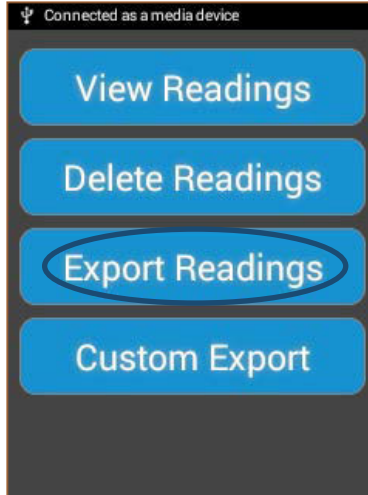 Connected as a media device
View Readings
Delete Readings
Export Readings
Custom Export